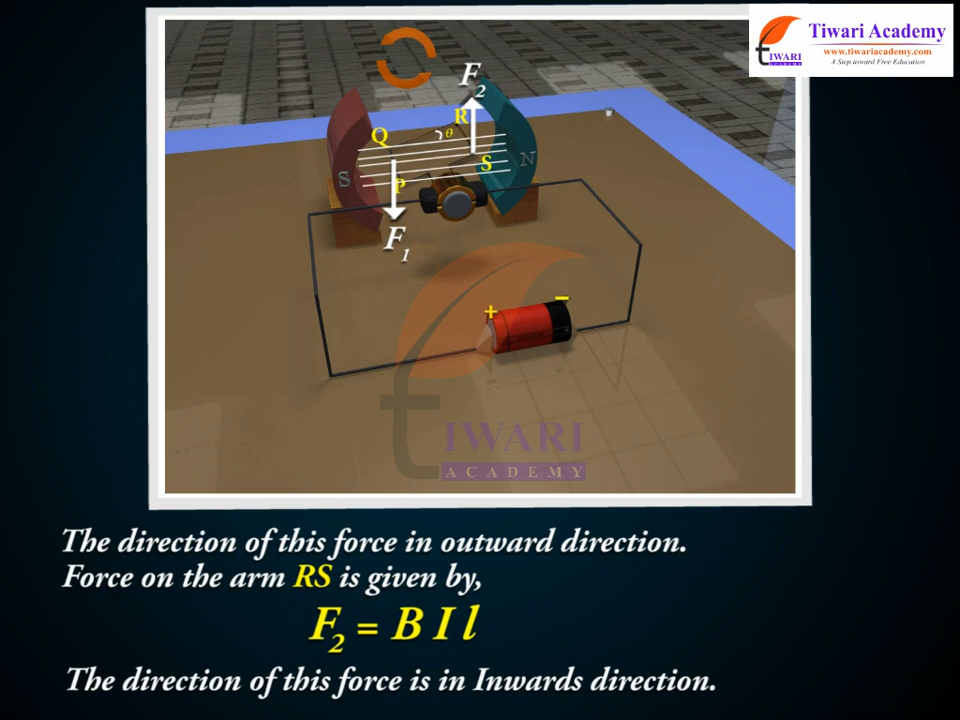 Tiwari Academy
www.tiwariacademy.com
A Step toward Free Education
TIWARI
ACADEMY
F2
R
Q
θ
S
N
S
P
F1
+
−
TIWARI
ACADEMY
The direction of this force in outward direction.
Force on the arm RS is given by,
F2 = B I l
The direction of this force is in Inwards direction.